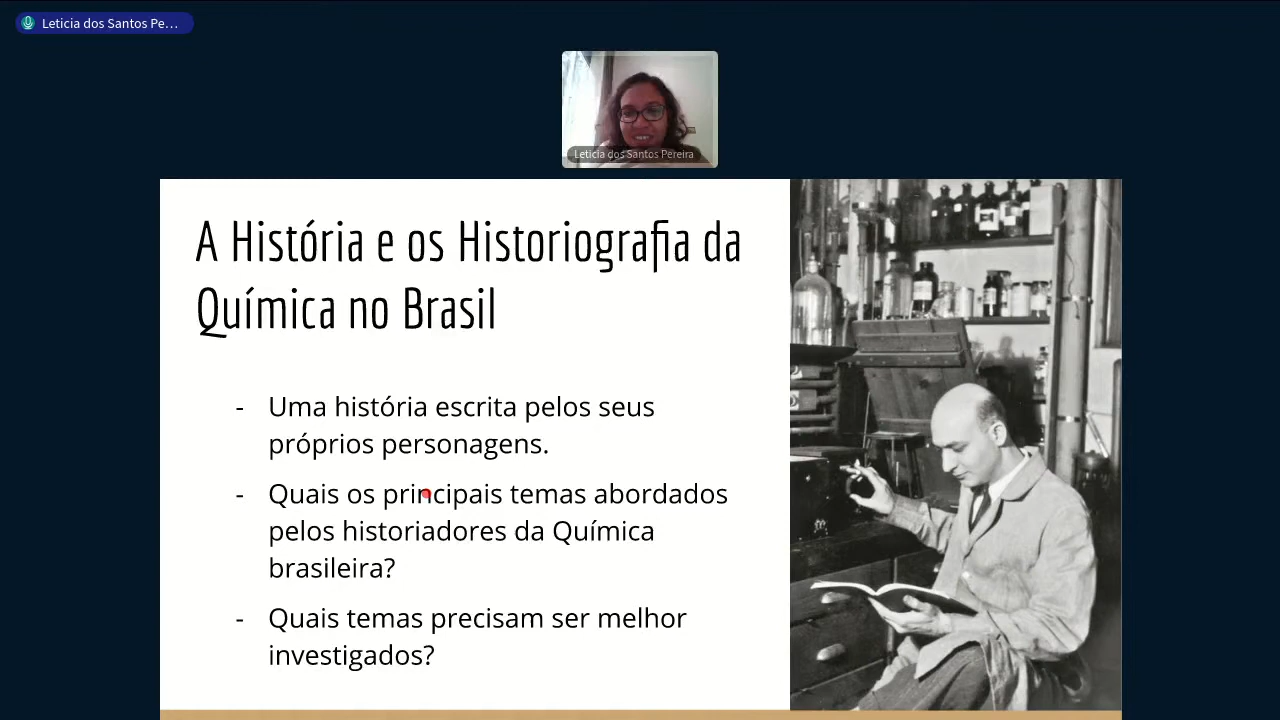 Leticia dos Santos Pe...
Leticia dos Santos Pereira
A História e os Historiografia da
Química no Brasil
- Uma história escrita pelos seus
próprios personagens.
- Quais os principais temas abordados
pelos historiadores da Química
brasileira?
- Quais temas precisam ser melhor
investigados?